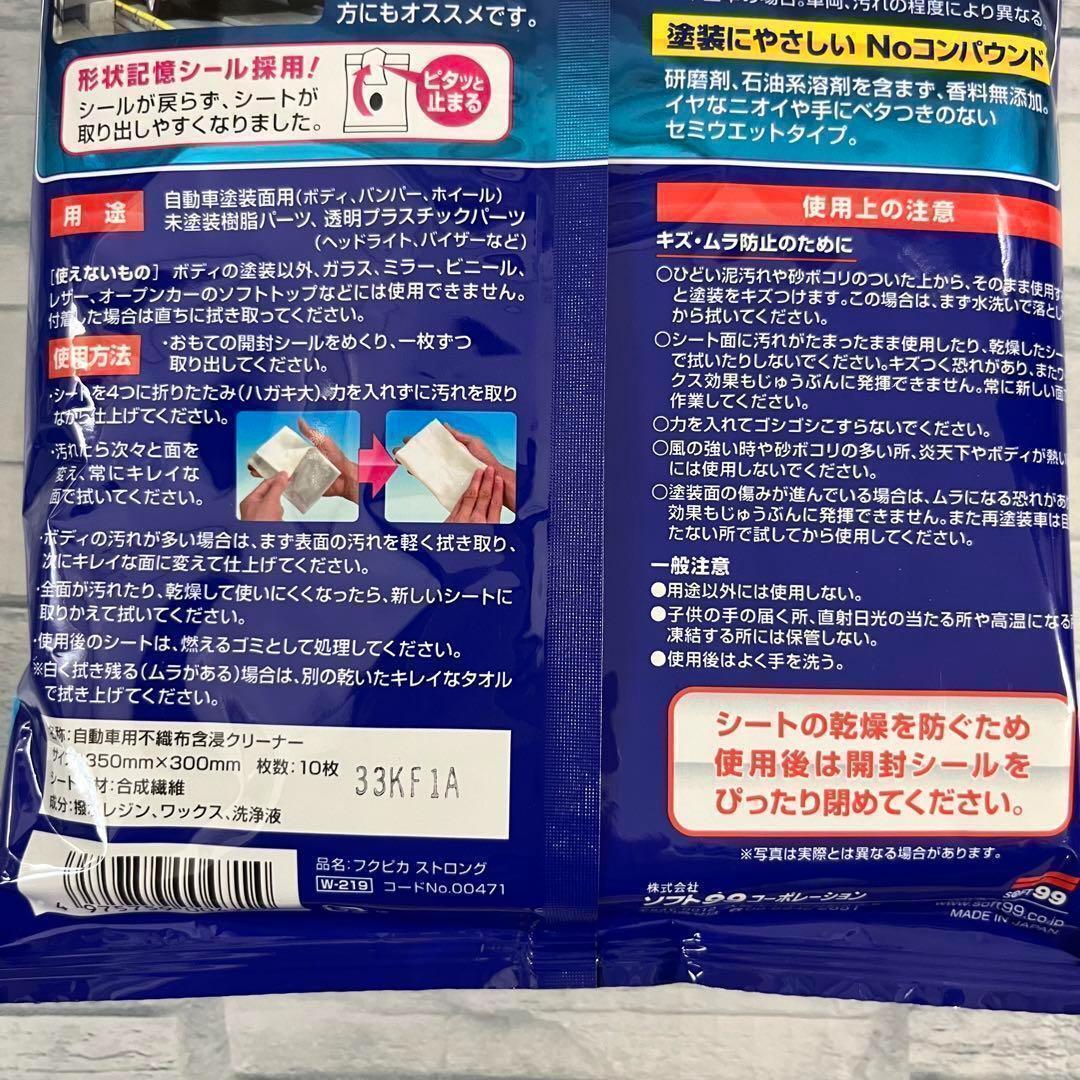 方にもオススメです。
形状記憶シール採用!
シールが戻らず、シートが
取り出しやすくなりました。
ピタッと
止まる
用途
自動車塗装面用(ボディ、バンパー、ホイール)
未塗装樹脂パーツ、透明プラスチックパーツ
(ヘッドライト、バイザーなど)
[使えないもの] ボディの塗装以外、ガラス、ミラー、ビニール、
レザー、オープンカーのソフトトップなどには使用できません。
付着した場合は直ちに拭き取ってください。
使用方法
・おもての開封シールをめくり、一枚ずつ
取り出してください。
・シートを4つに折りたたみ(ハガキ大)、力を入れずに汚れを取り
ながら仕上げてください。
・汚れたら次々と面を
変え、常にキレイな
面で拭いてください。
・ボディの汚れが多い場合は、まず表面の汚れを軽く拭き取り、
次にキレイな面に変えて仕上げてください。
・全面が汚れたり、乾燥して使いにくくなったら、新しいシートに
取りかえて拭いてください。
・使用後のシートは、燃えるゴミとして処理してください。
※白く拭き残る(ムラがある)場合は、別の乾いたキレイなタオル
で拭き上げてください。
名称:自動車用不織布含浸クリーナー
サイズ:350mm×300mm 枚数:10枚
シート 材:合成繊維
成分:撥水レジン、ワックス、洗浄液
33KF1A
品名:フクピカ ストロング
W-219 コードNo.00471
車両、汚れの程度により異なる。
塗装にやさしい Noコンパウンド
研磨剤、石油系溶剤を含まず、香料無添加。
イヤなニオイや手にベタつきのない
セミウエットタイプ。
使用上の注意
キズ・ムラ防止のために
○ひどい泥汚れや砂ボコリのついた上から、そのまま使用す
と塗装をキズつけます。この場合は、まず水洗いで落とし
から拭いてください。
○シート面に汚れがたまったまま使用したり、乾燥したシー
で拭いたりしないでください。キズつく恐れがあり、また
クス効果もじゅうぶんに発揮できません。常に新しい面
作業してください。
○力を入れてゴシゴシこすらないでください。
○風の強い時や砂ボコリの多い所、炎天下やボディが熱い
には使用しないでください。
○塗装面の傷みが進んでいる場合は、ムラになる恐れがあ
効果もじゅうぶんに発揮できません。また再塗装車は目
たない所で試してから使用してください。
一般注意
●用途以外には使用しない。
●子供の手の届く所、直射日光の当たる所や高温になる
凍結する所には保管しない。
●使用後はよく手を洗う。
シートの乾燥を防ぐため
使用後は開封シールを
ぴったり閉めてください。
※写真は実際とは異なる場合があります。
株式会社
ソフト99コーポレーション
SOFT99
www.soft99.co.jp
MADE IN JAPAN